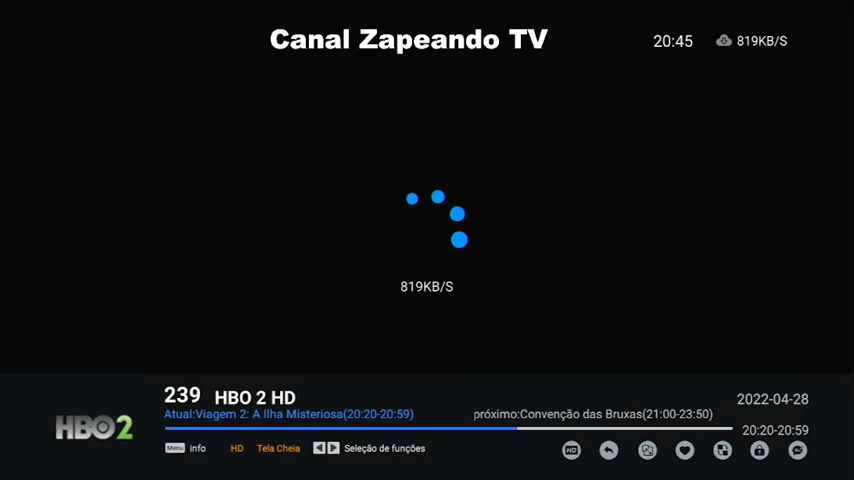 Canal Zapeando TV
20:45 819KB/S
819KB/S
239 HBO 2 HD
2022-04-28
Atual:Viagem 2: A Ilha Misteriosa(20:20-20:59) próximo:Convenção das Bruxas(21:00-23:50)
HBO2
20:20-20:59
Menu info HD Tela Cheia Seleção de funções
HD